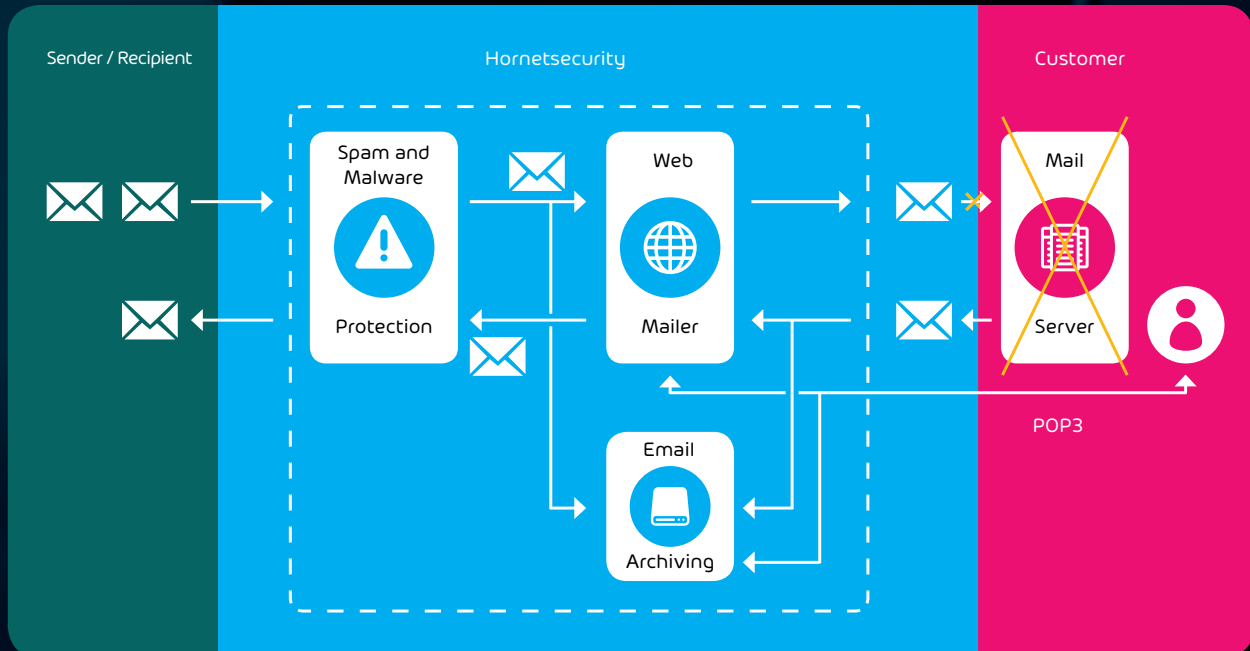 Sender / Recipient
Hornetsecurity
Customer
Spam and
Malware
Protection
Web
Mailer
Mail
Server
POP3
Email
Archiving